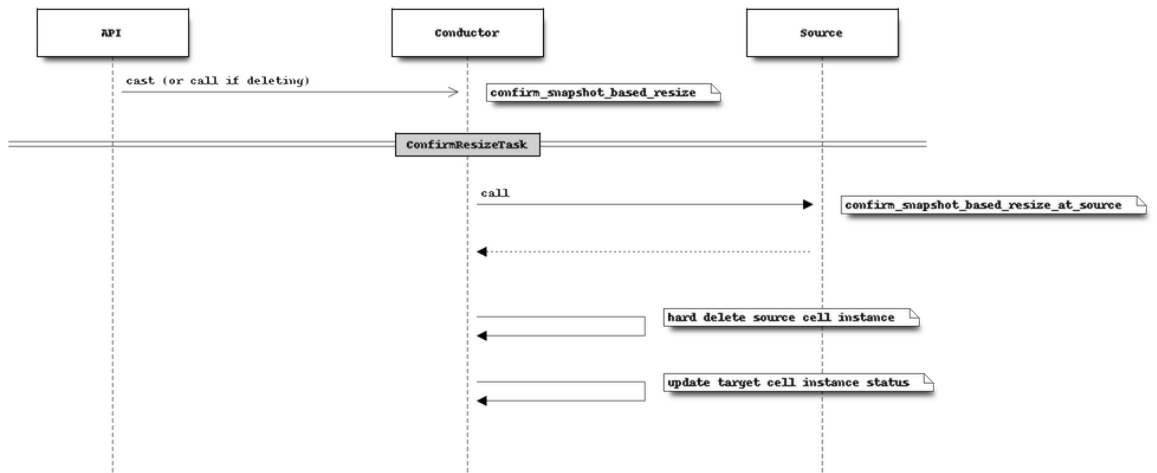 API
Conductor
Source
cast (or call if deleting)
confirm_snapshot_based_resize
ConfirmResizeTask
call
confirm_snapshot_based_resize_at_source
hard delete source cell instance
update target cell instance status